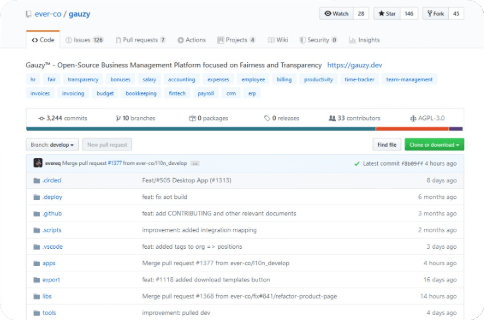 ever-co / gauzy
Watch 28 Star 146 Fork 45
Code Issues 126 Pull requests 7 Actions Projects 4 Wiki Security 0 Insights
Gauzy™ - Open-Source Business Management Platform focused on Fairness and Transparency https://gauzy.dev
hr fair transparency bonuses salary accounting expenses employee billing productivity time-tracker team-management
invoices invoicing budget bookkeeping fintech payroll crm erp
3,244 commits 10 branches 0 packages 0 releases 33 contributors AGPL-3.0
Branch: develop New pull request Find file Clone or download
evereq Merge pull request #1377 from ever-co/l10n_develop Latest commit 4 hours ago
.circleci Feat/#505 Desktop App (#1313) 8 days ago
.deploy feat: fix aot build 6 months ago
.github feat: add CONTRIBUTING and other relevant documents 3 months ago
.scripts improvement: added integration mapping 2 months ago
.vscode feat: added tags to org => positions 3 days ago
apps Merge pull request #1377 from ever-co/l10n_develop 4 hours ago
export feat: #1118 added download templates button 16 days ago
libs Merge pull request #1368 from ever-co/fix#841/refactor-product-page 14 hours ago
tools improvement: pulled dev 4 days ago